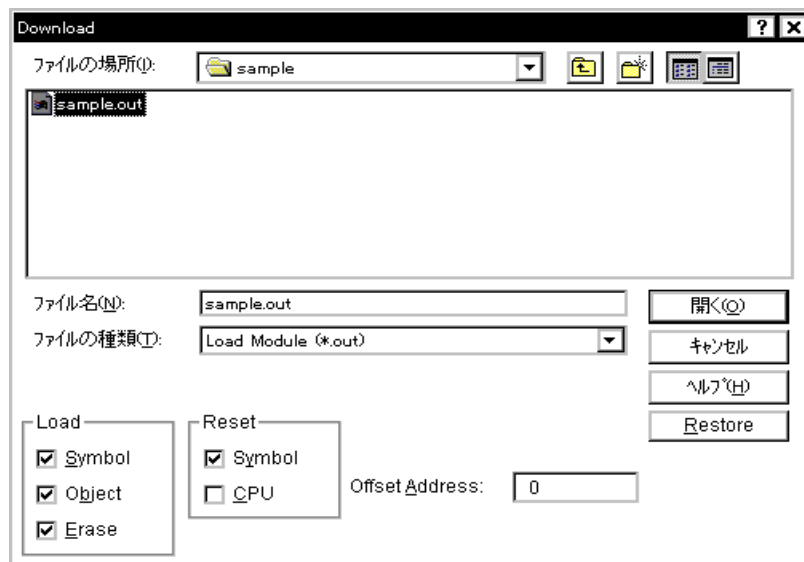 Download
ファイルの場所(I):
sample
sample.out
ファイル名(N):
sample.out
開く(O)
ファイルの種類(T):
Load Module (*.out)
キャンセル
ヘルプ(H)
Restore
Load
Symbol
Object
Erase
Reset
Symbol
CPU
Offset Address:
0